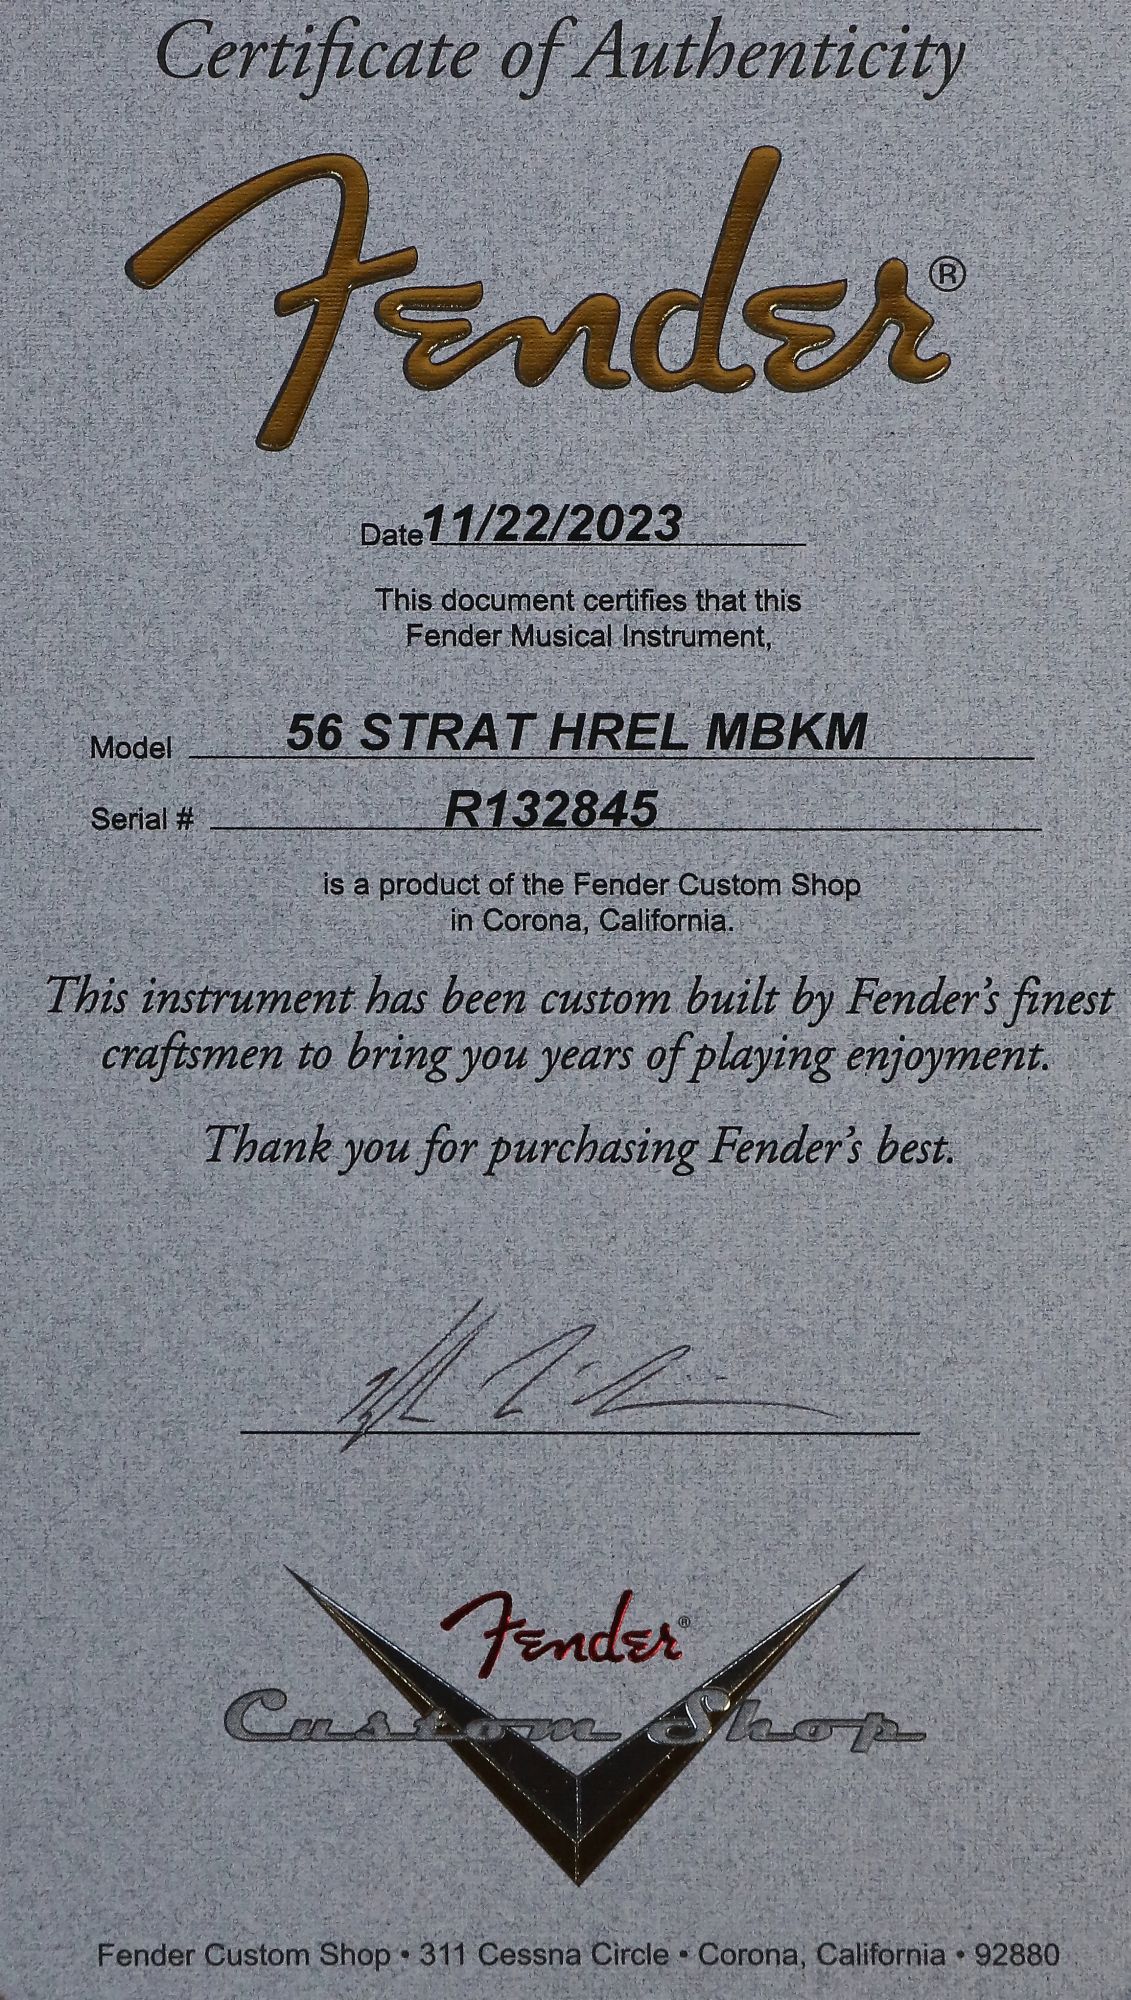 Certificate of Authenticity
Fender®
Date 11/22/2023
This document certifies that this
Fender Musical Instrument,
Model 56 STRAT HREL MBKM
Serial # R132845
is a product of the Fender Custom Shop
in Corona, California.
This instrument has been custom built by Fender's finest
craftsmen to bring you years of playing enjoyment.
Thank you for purchasing Fender's best.
Fender®
Custom Shop
Fender Custom Shop • 311 Cessna Circle • Corona, California • 92880